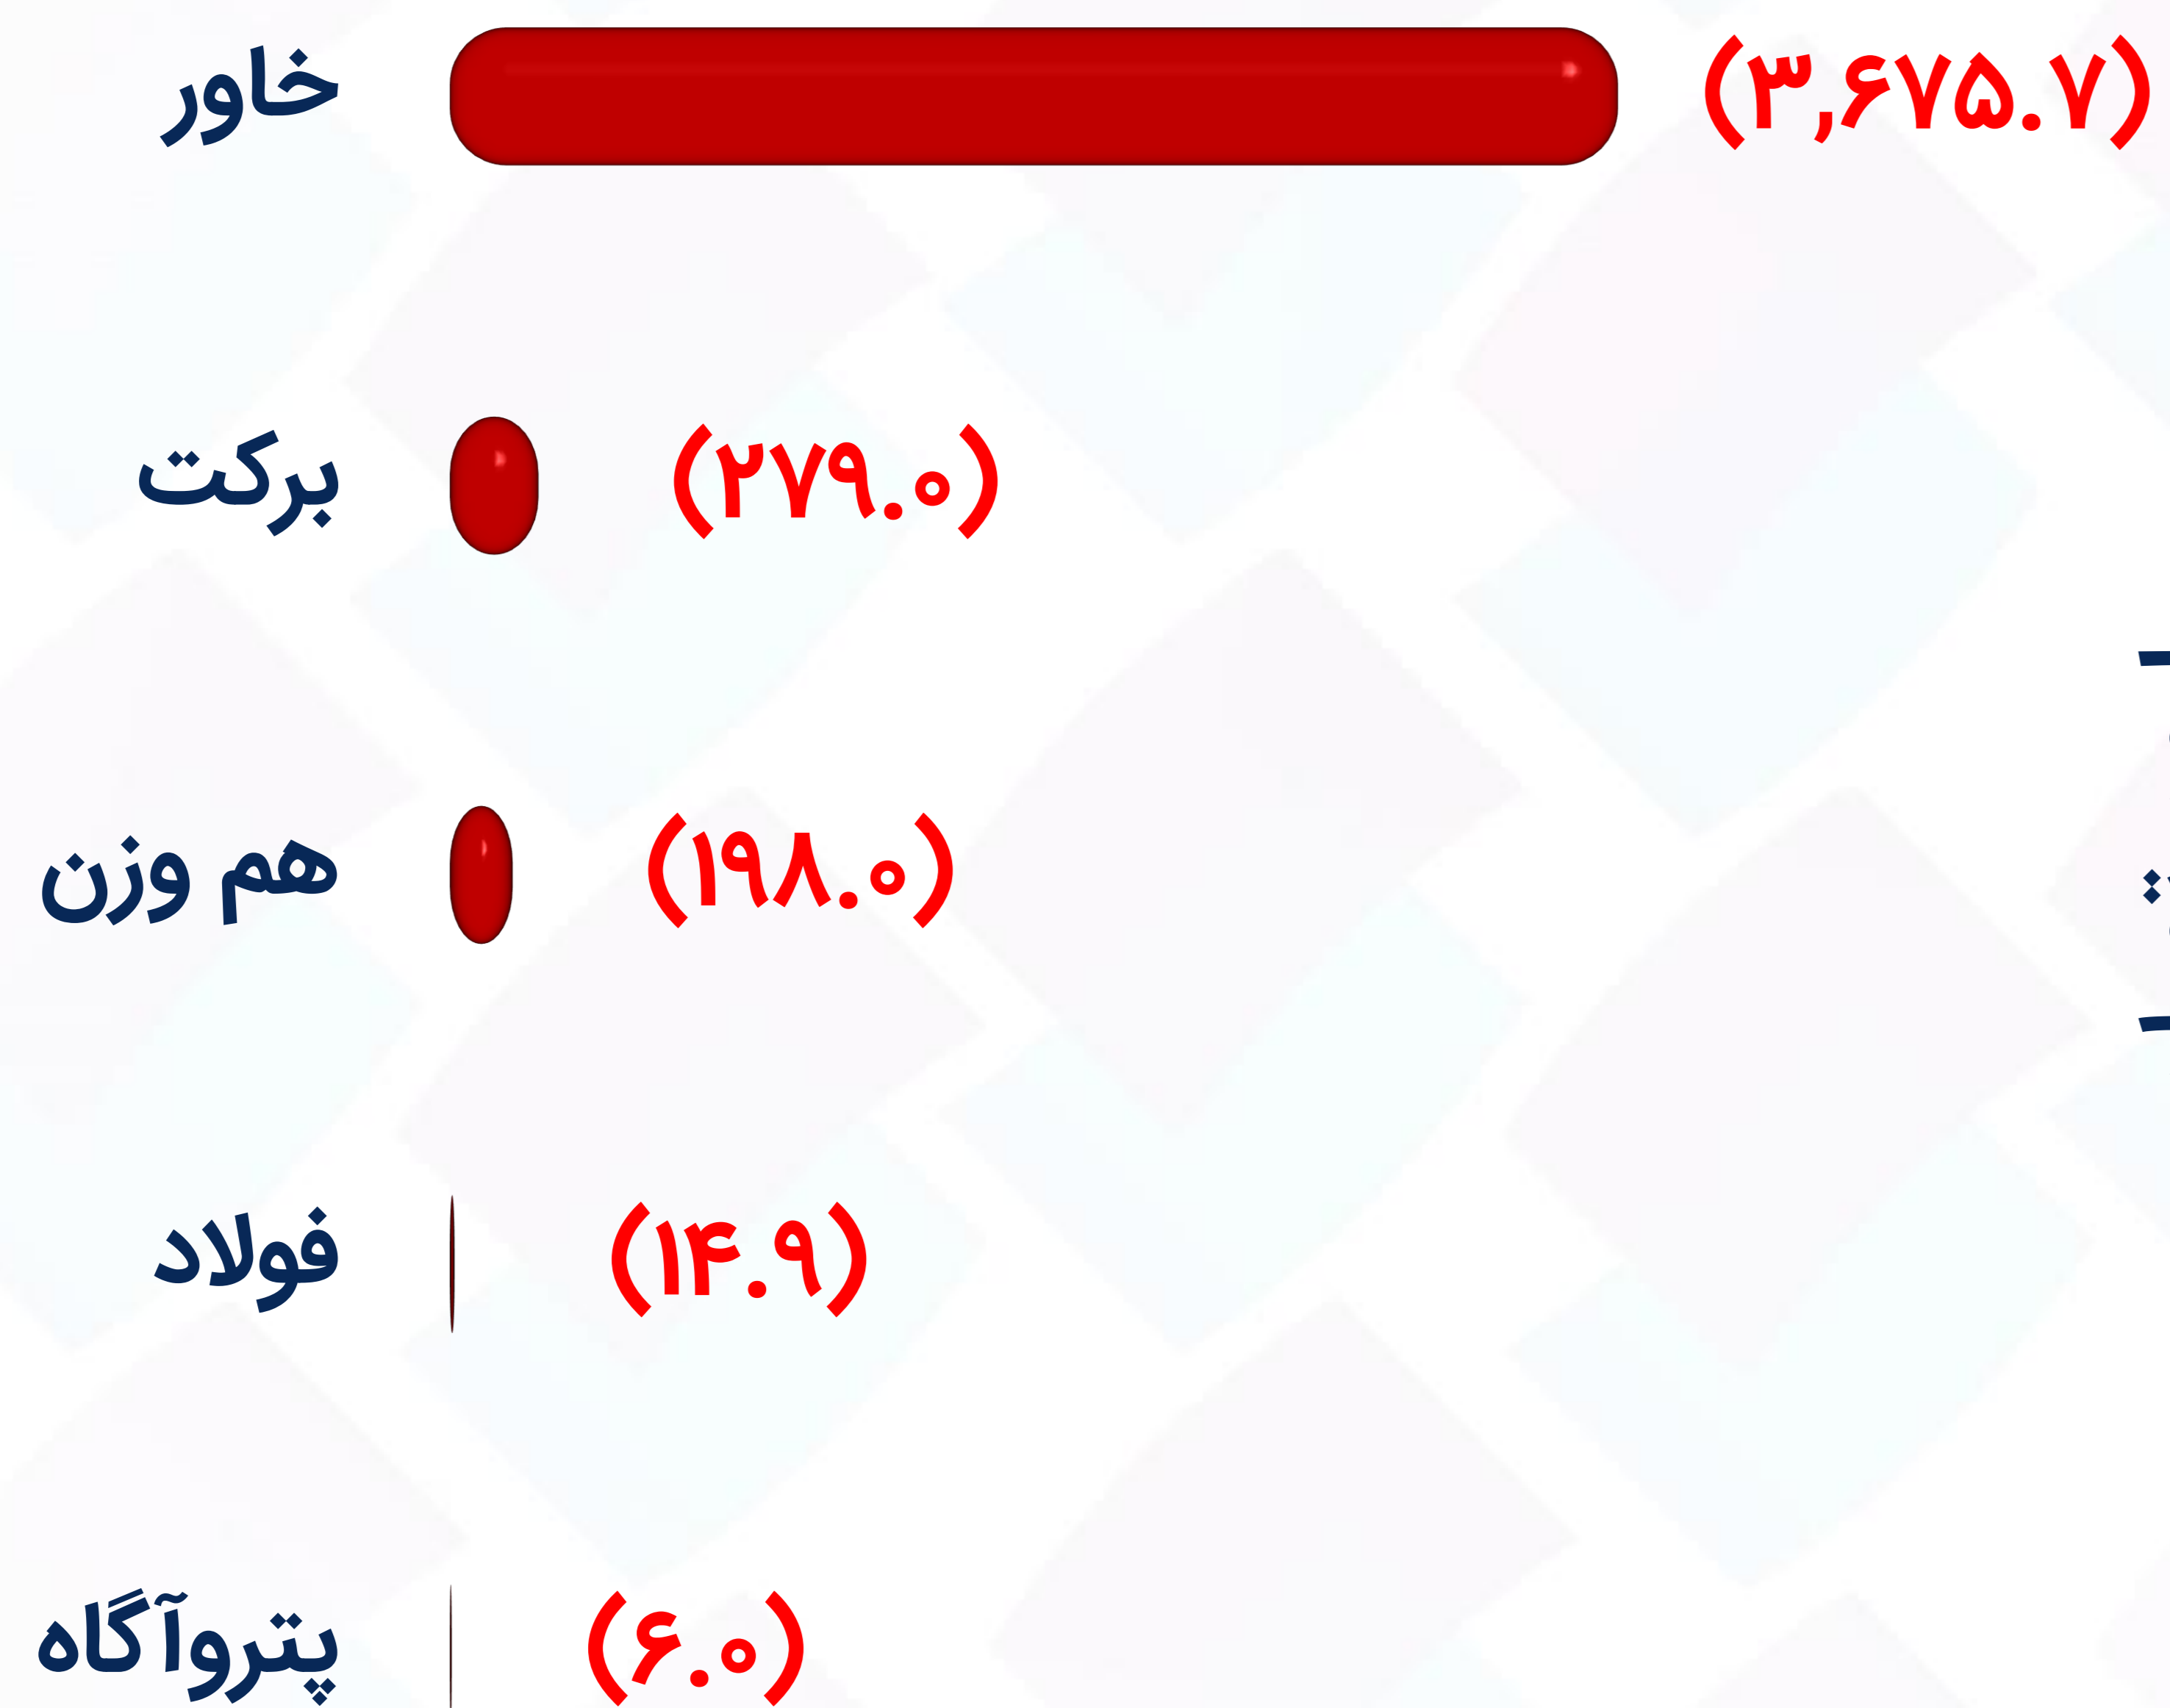 خاور (۳,۶۷۵.۷)
برکت (۲۷۹.۰)
هم وزن (۱۹۸.۰)
فولاد (۱۴.۹)
پتروآگاه (۶.۰)